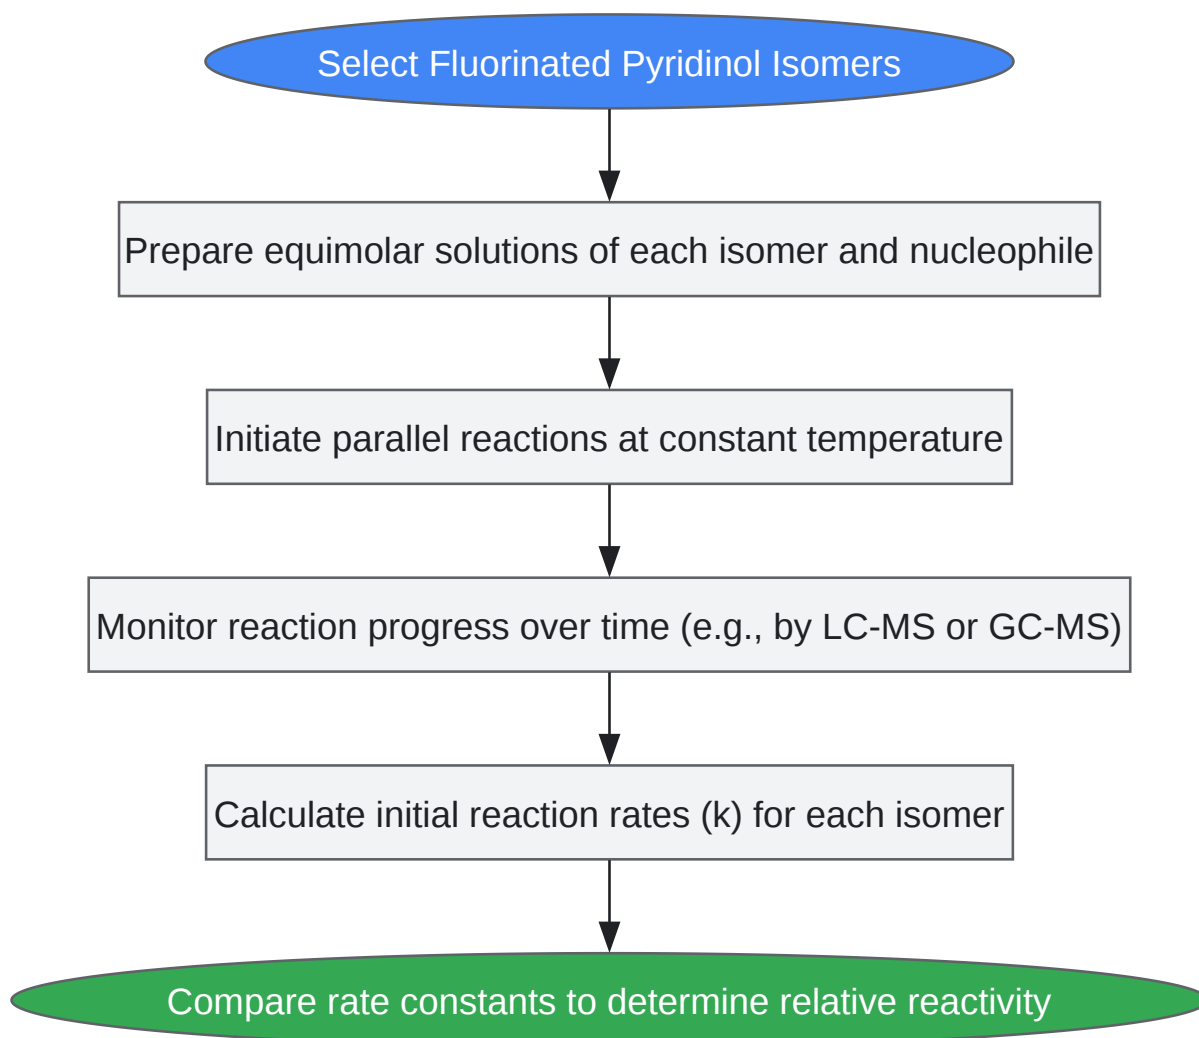 Select Fluorinated Pyridinol Isomers
Prepare equimolar solutions of each isomer and nucleophile
Initiate parallel reactions at constant temperature
Monitor reaction progress over time (e.g., by LC-MS or GC-MS)
Calculate initial reaction rates (k) for each isomer
Compare rate constants to determine relative reactivity